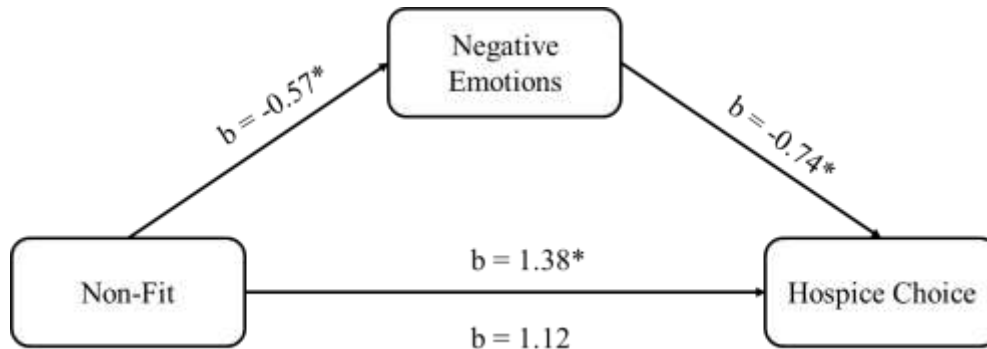 Negative
Emotions
b = -0.57*
b = -0.74*
Non-Fit
b = 1.38*
Hospice Choice
b = 1.12